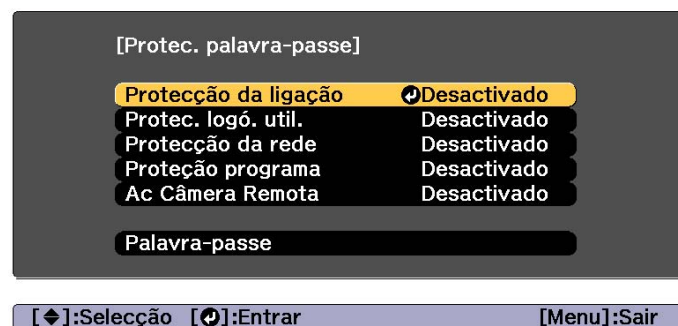 [Protec. palavra-passe]
Protecção da ligação Desactivado
Protec. logó. util. Desactivado
Protecção da rede Desactivado
Proteção programa Desactivado
Ac Câmera Remota Desactivado
Palavra-passe
[◆]:Selecção [↵]:Entrar [Menu]:Sair